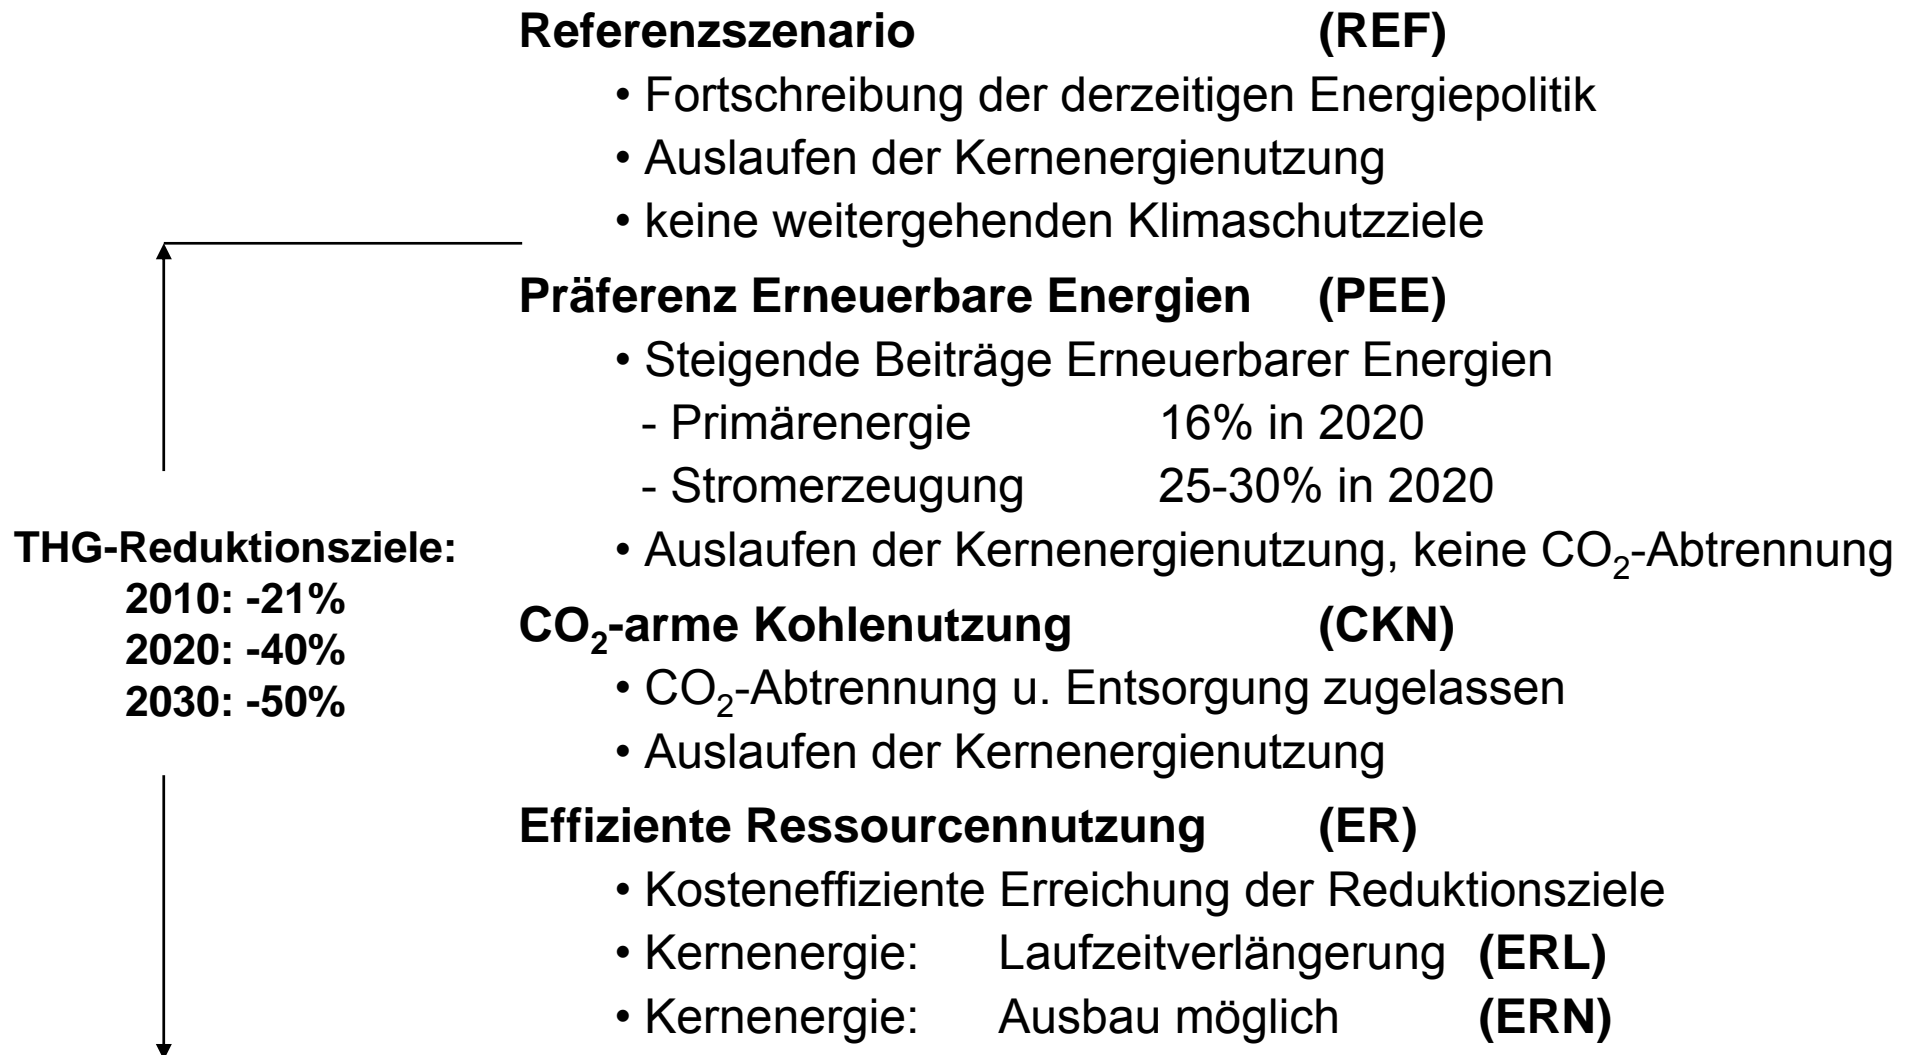 Referenzszenario (REF)
• Fortschreibung der derzeitigen Energiepolitik
• Auslaufen der Kernenergienutzung
• keine weitergehenden Klimaschutzziele
Präferenz Erneuerbare Energien (PEE)
• Steigende Beiträge Erneuerbarer Energien
- Primärenergie 16% in 2020
- Stromerzeugung 25-30% in 2020
• Auslaufen der Kernenergienutzung, keine CO₂-Abtrennung
THG-Reduktionsziele:
2010: -21%
2020: -40%
2030: -50%
CO₂-arme Kohlenutzung (CKN)
• CO₂-Abtrennung u. Entsorgung zugelassen
• Auslaufen der Kernenergienutzung
Effiziente Ressourcennutzung (ER)
• Kosteneffiziente Erreichung der Reduktionsziele
• Kernenergie: Laufzeitverlängerung (ERL)
• Kernenergie: Ausbau möglich (ERN)